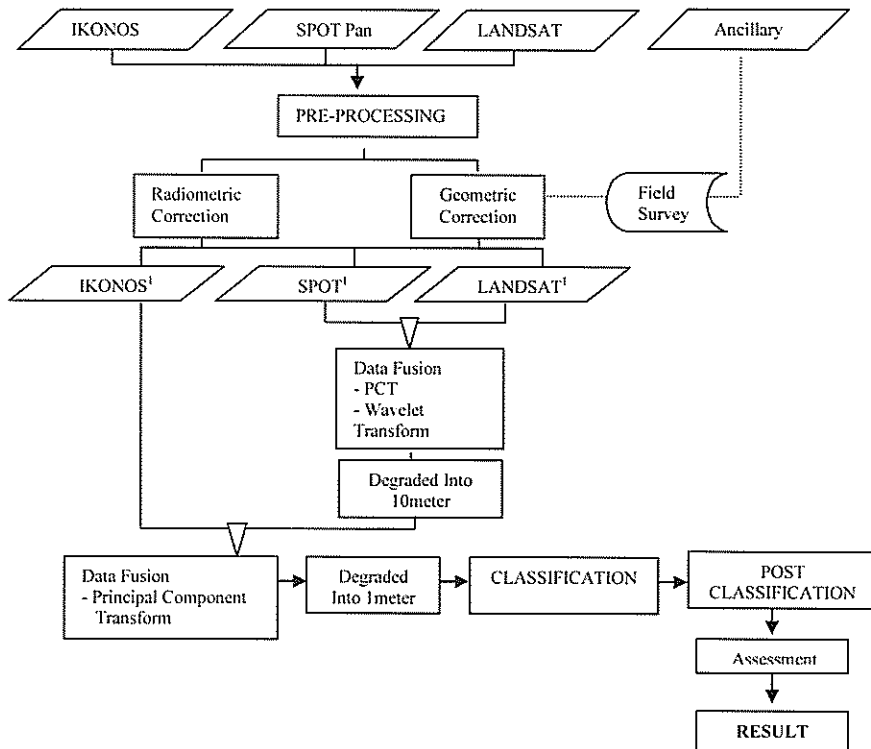 IKONOS
SPOT Pan
LANDSAT
Ancillary
PRE-PROCESSING
Radiometric
Correction
Geometric
Correction
Field
Survey
IKONOS¹
SPOT¹
LANDSAT¹
Data Fusion
- PCT
- Wavelet
Transform
Degraded Into
10meter
Data Fusion
- Principal Component
Transform
Degraded
Into 1meter
CLASSIFICATION
POST
CLASSIFICATION
Assessment
RESULT